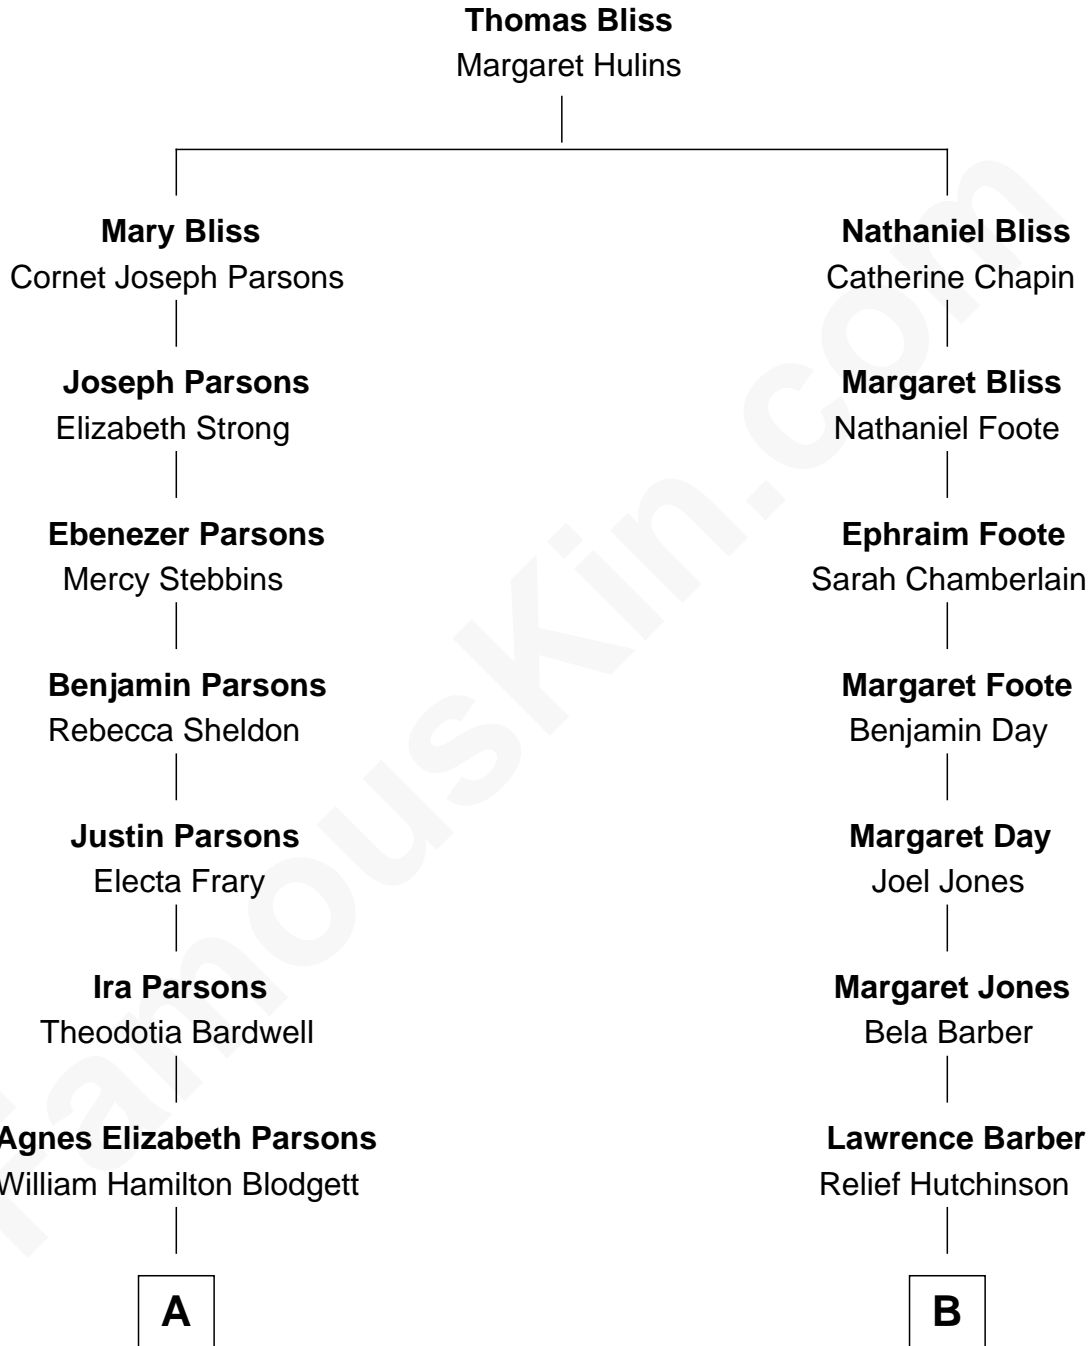 Thomas Bliss
Margaret Hulins
Mary Bliss
Cornet Joseph Parsons
Nathaniel Bliss
Catherine Chapin
Joseph Parsons
Elizabeth Strong
Margaret Bliss
Nathaniel Foote
Ebenezer Parsons
Mercy Stebbins
Ephraim Foote
Sarah Chamberlain
Benjamin Parsons
Rebecca Sheldon
Margaret Foote
Benjamin Day
Justin Parsons
Electa Frary
Margaret Day
Joel Jones
Ira Parsons
Theodotia Bardwell
Margaret Jones
Bela Barber
Agnes Elizabeth Parsons
William Hamilton Blodgett
Lawrence Barber
Relief Hutchinson
A
B
FamousKin.com